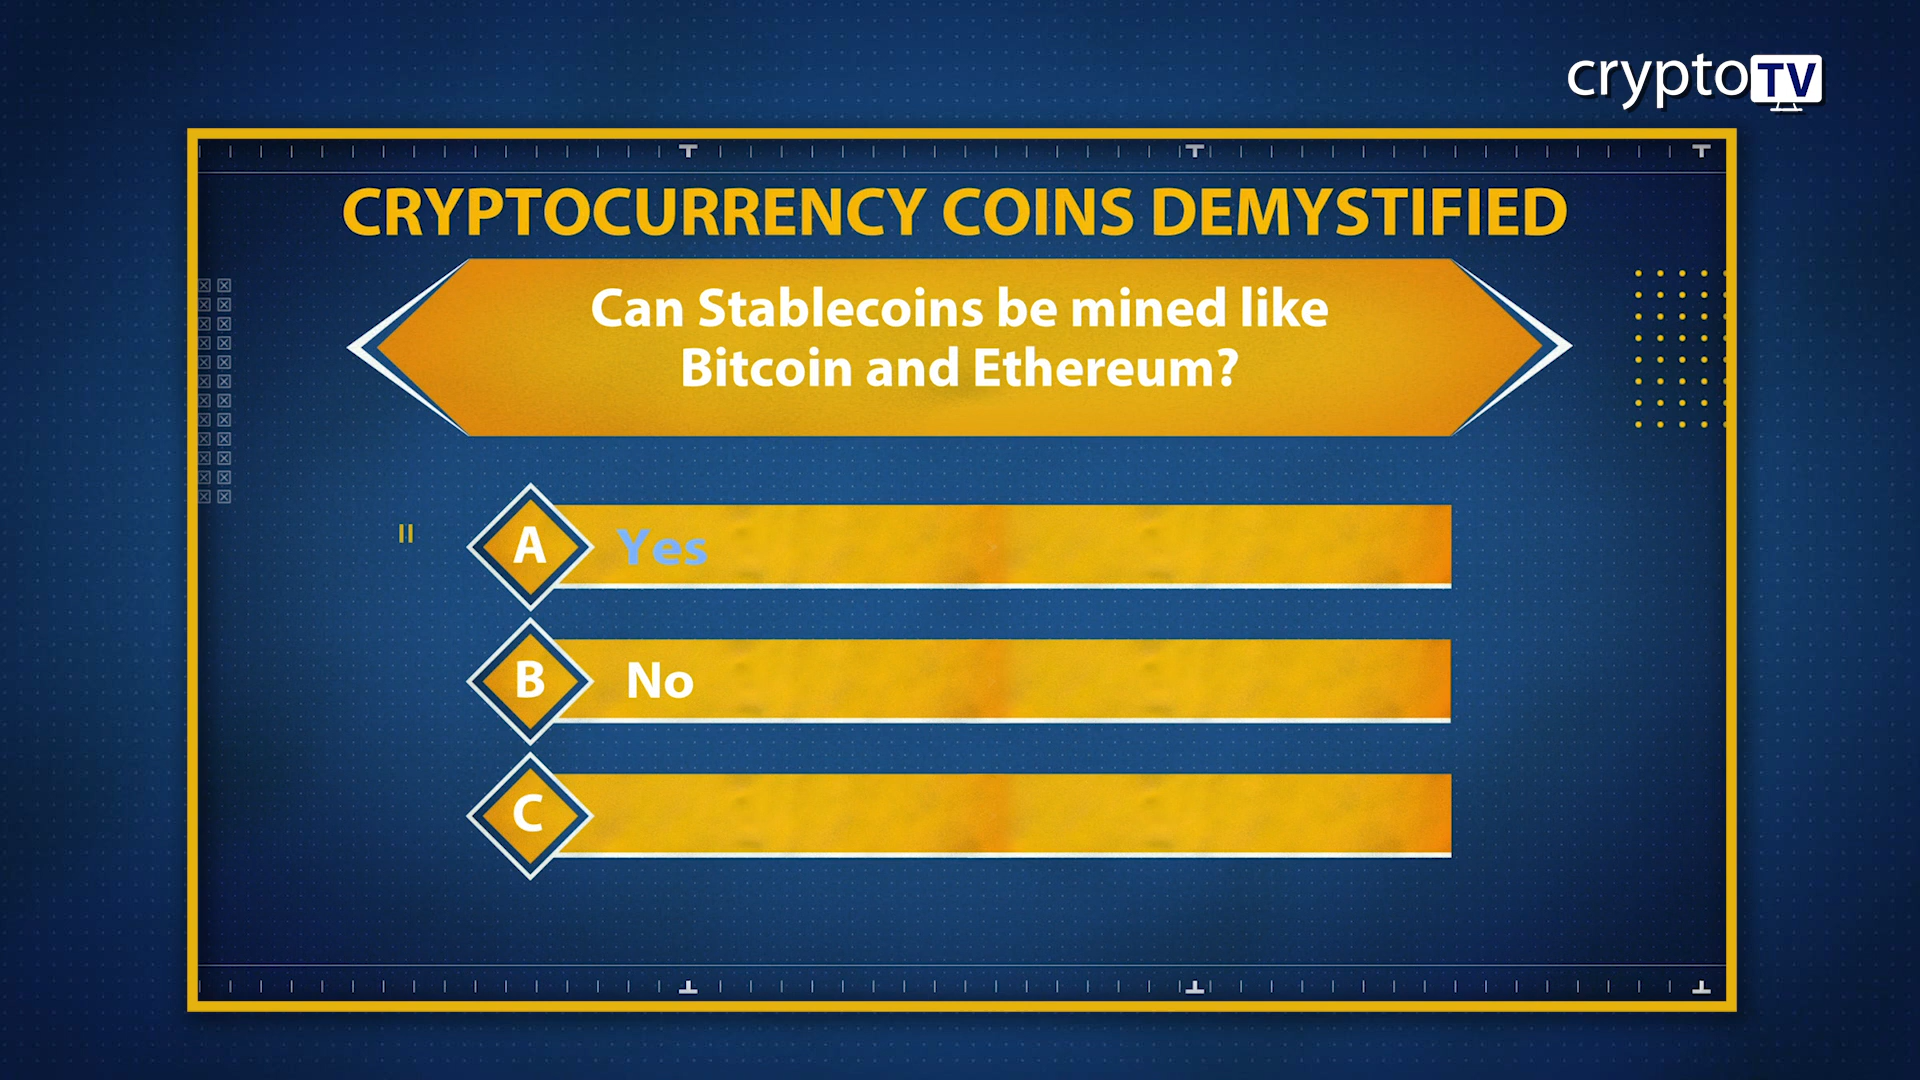 cryptoTV
CRYPTOCURRENCY COINS DEMYSTIFIED
Can Stablecoins be mined like
Bitcoin and Ethereum?
A Yes
B No
C